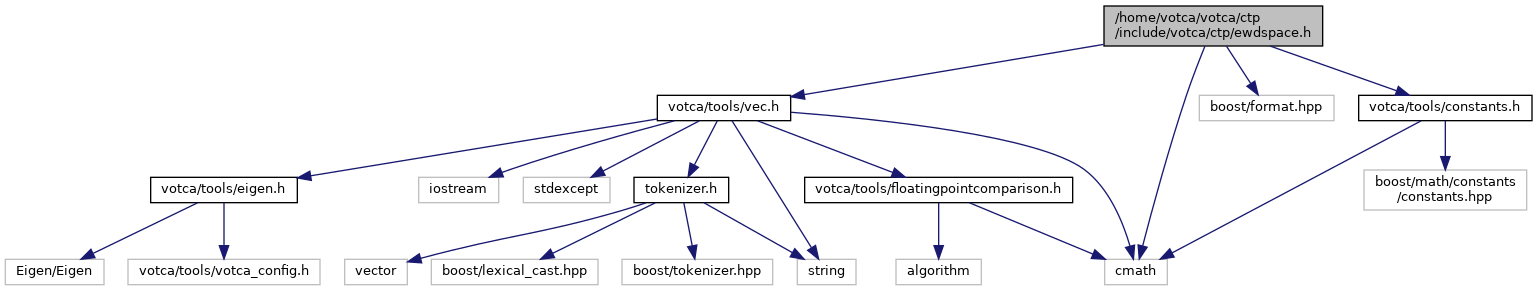 /home/votca/votca/ctp
/include/votca/ctp/ewdspace.h
votca/tools/vec.h
boost/format.hpp
votca/tools/constants.h
votca/tools/eigen.h
iostream
stdexcept
tokenizer.h
votca/tools/floatingpointcomparison.h
boost/math/constants
/constants.hpp
Eigen/Eigen
votca/tools/votca_config.h
vector
boost/lexical_cast.hpp
boost/tokenizer.hpp
string
algorithm
cmath